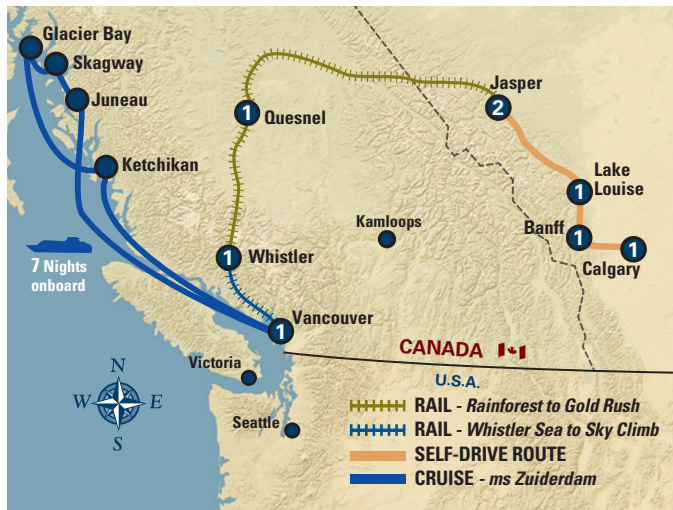 Glacier Bay
Skagway
Juneau
Jasper
2
1
Quesnel
Ketchikan
Lake
Louise
1
Kamloops
Banff
1
1
Calgary
7 Nights
onboard
1
Whistler
Vancouver
1
CANADA
Victoria
N
W
E
S
U.S.A.
Seattle
RAIL - Rainforest to Gold Rush
RAIL - Whistler Sea to Sky Climb
SELF-DRIVE ROUTE
CRUISE - ms Zuiderdam